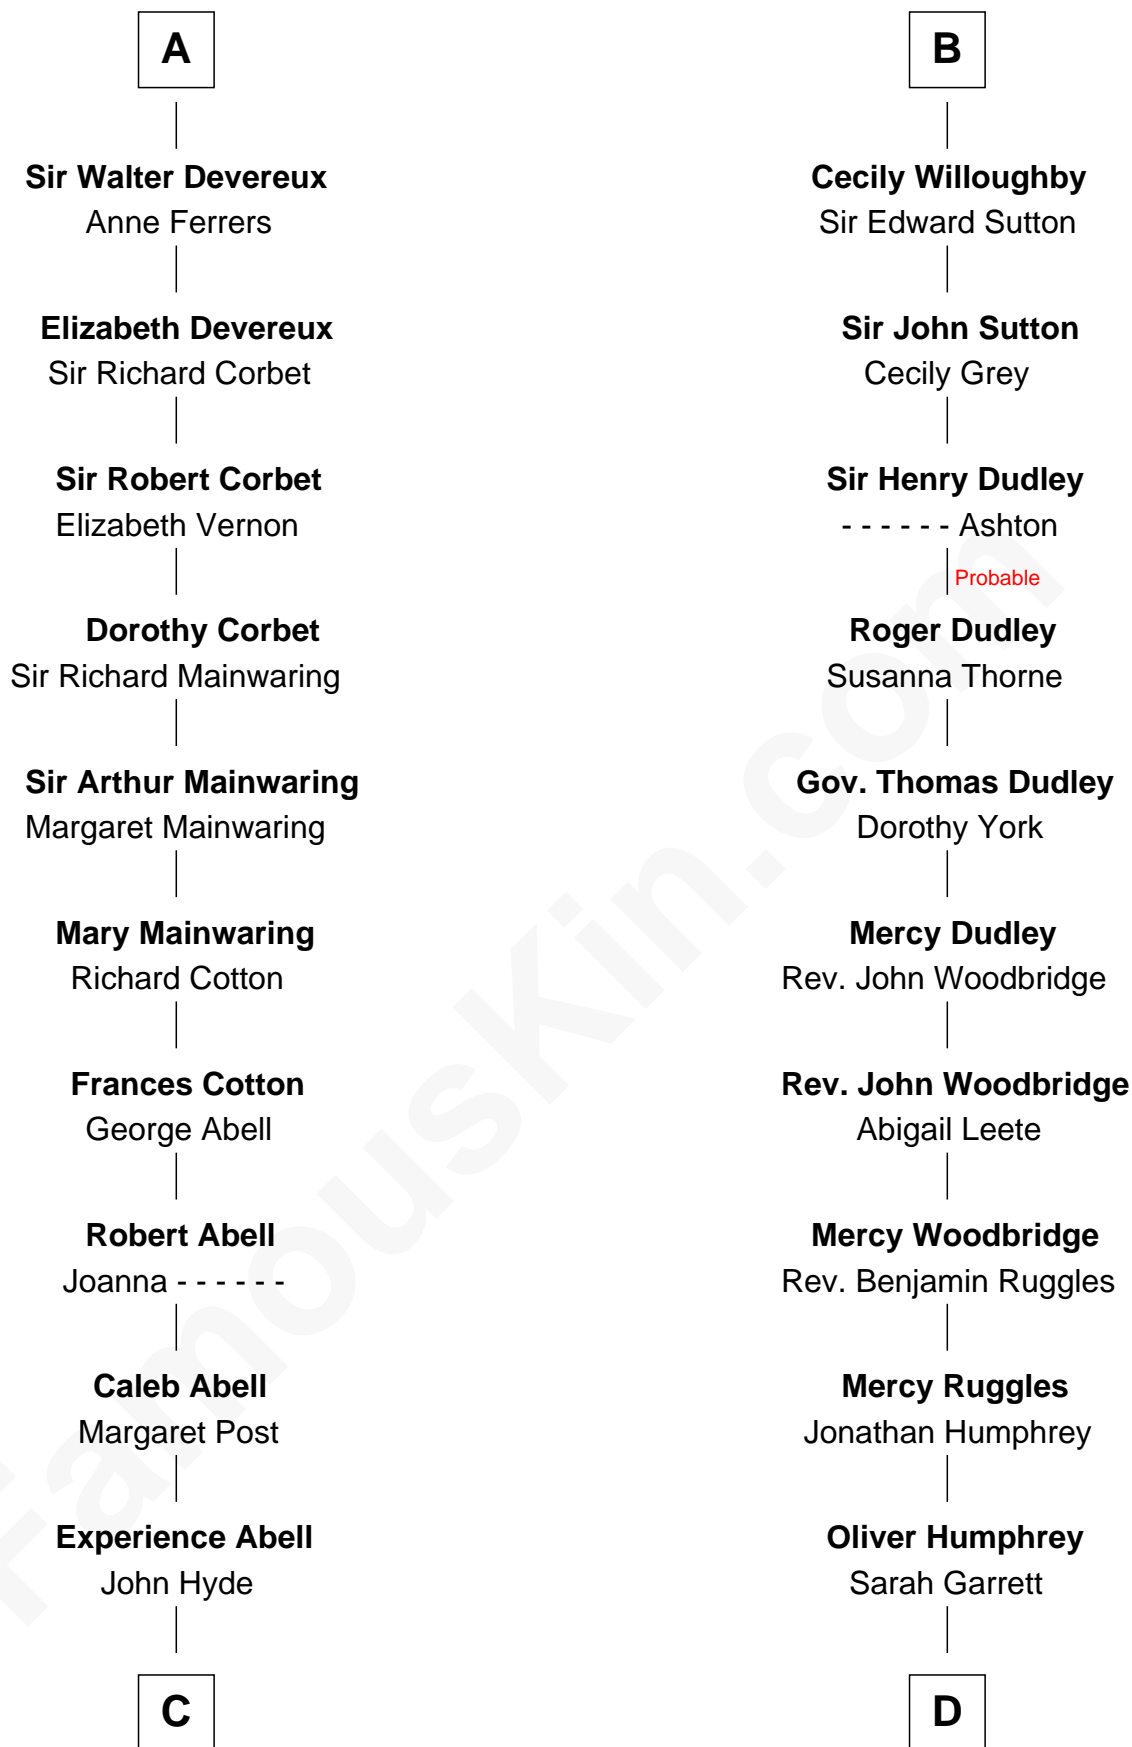 A
Sir Walter Devereux
Anne Ferrers
Elizabeth Devereux
Sir Richard Corbet
Sir Robert Corbet
Elizabeth Vernon
Dorothy Corbet
Sir Richard Mainwaring
Sir Arthur Mainwaring
Margaret Mainwaring
Mary Mainwaring
Richard Cotton
Frances Cotton
George Abell
Robert Abell
Joanna - - - - - -
Caleb Abell
Margaret Post
Experience Abell
John Hyde
C
B
Cecily Willoughby
Sir Edward Sutton
Sir John Sutton
Cecily Grey
Sir Henry Dudley
- - - - - - Ashton
Probable
Roger Dudley
Susanna Thorne
Gov. Thomas Dudley
Dorothy York
Mercy Dudley
Rev. John Woodbridge
Rev. John Woodbridge
Abigail Leete
Mercy Woodbridge
Rev. Benjamin Ruggles
Mercy Ruggles
Jonathan Humphrey
Oliver Humphrey
Sarah Garrett
D
FamousKin.com